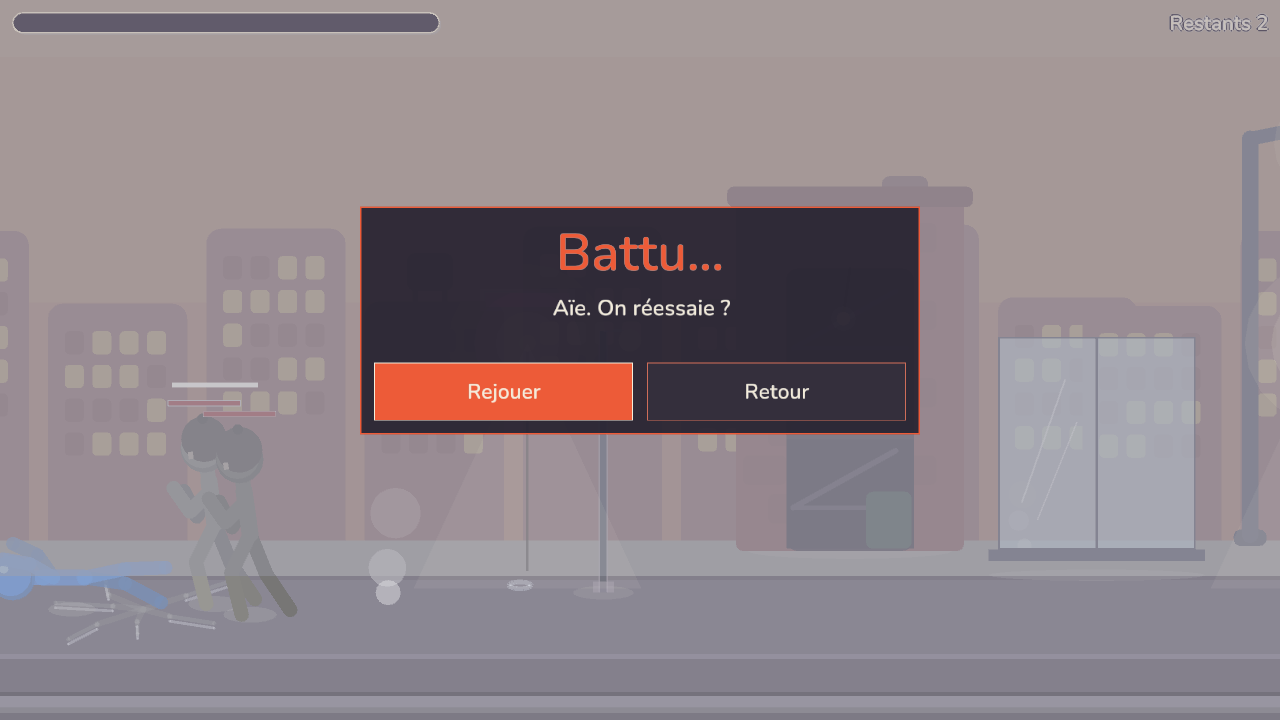 Restants 2
Battu...
Aïe. On réessaie ?
Rejouer
Retour